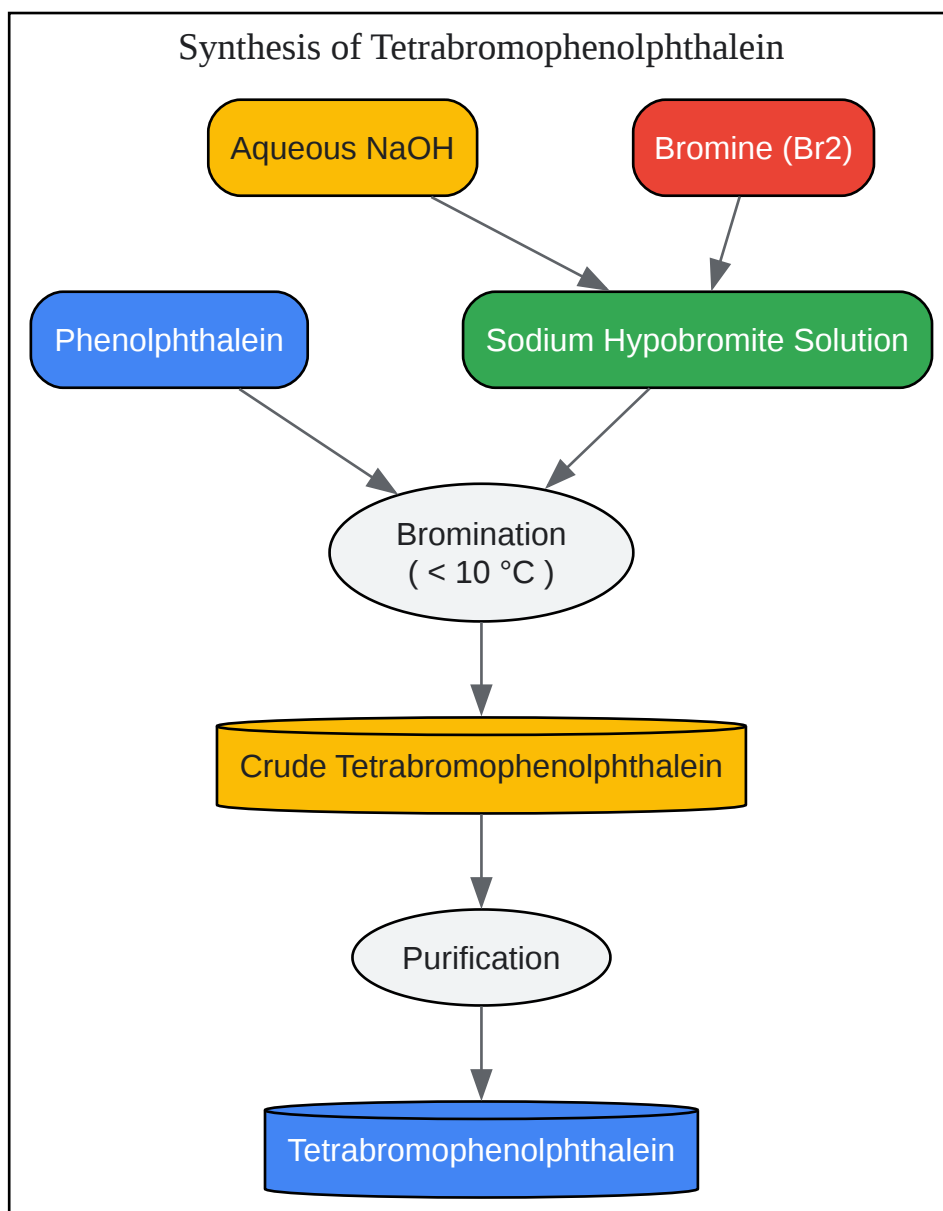 Synthesis of Tetrabromophenolphthalein
Aqueous NaOH
Bromine (Br2)
Phenolphthalein
Sodium Hypobromite Solution
Bromination
( < 10 °C )
Crude Tetrabromophenolphthalein
Purification
Tetrabromophenolphthalein